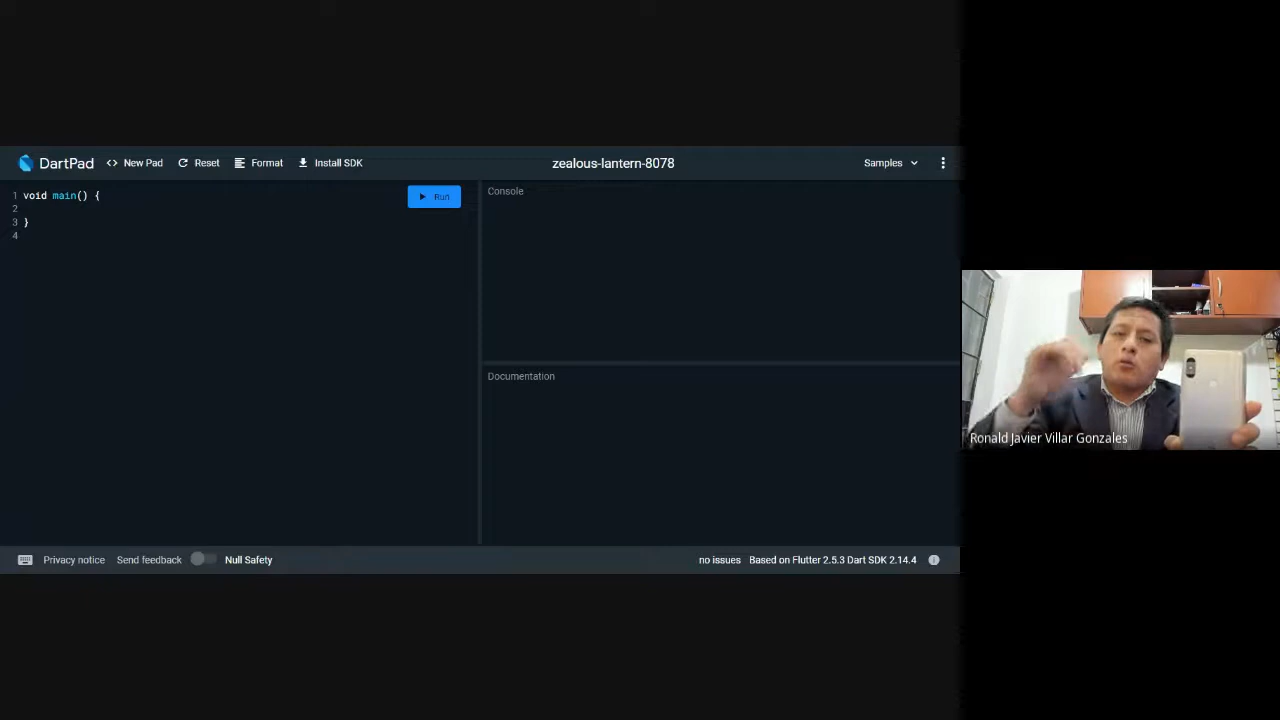 DartPad <> New Pad Reset Format Install SDK zealous-lantern-8078 Samples
1 void main() {
Run
2
3 }
4
Console
Documentation
Ronald Javier Villar Gonzales
Privacy notice Send feedback Null Safety no issues Based on Flutter 2.5.3 Dart SDK 2.14.4